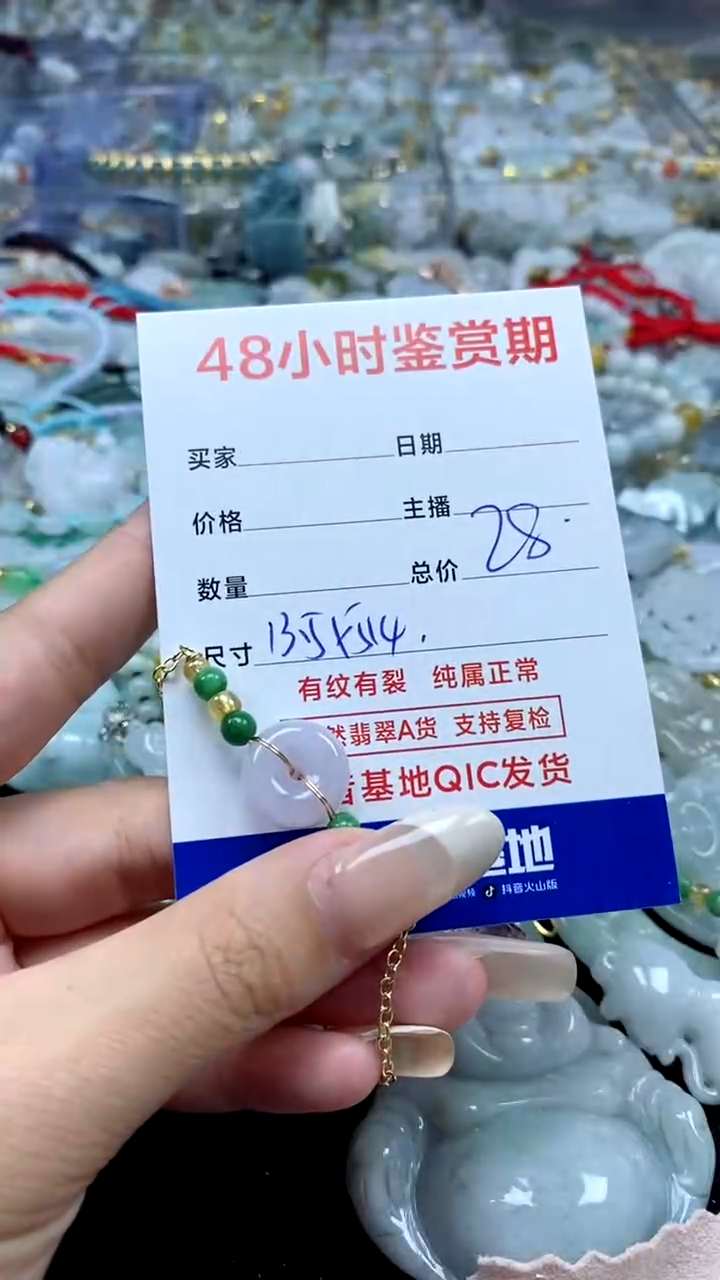 48小时鉴赏期
买家 日期
价格 主播
数量 总价 28.
尺寸
有纹有裂 纯属正常
然翡翠A货 支持复检
基地QIC发货
地
抖音火山版